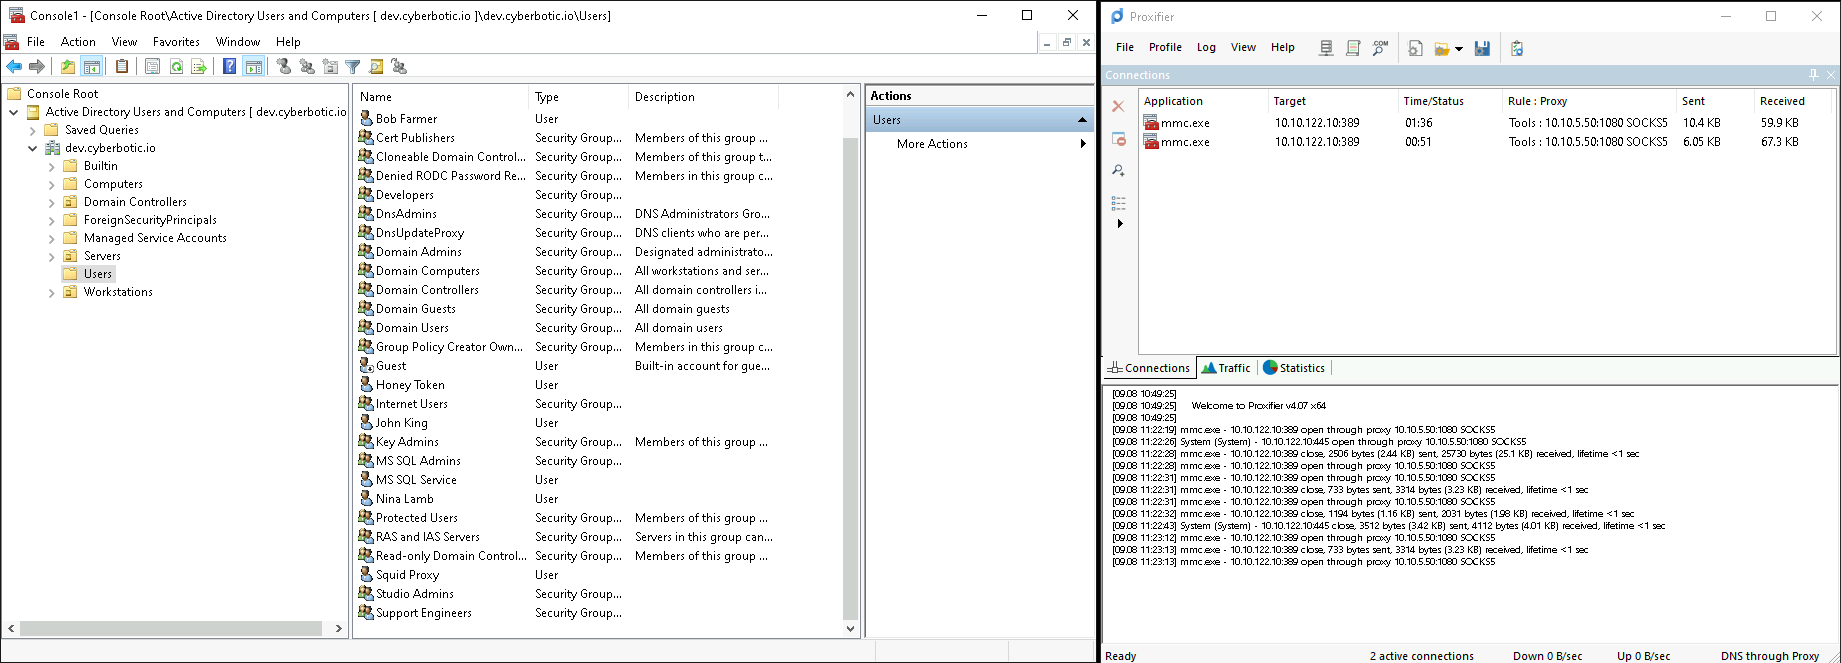 Console1 - [Console Root\Active Directory Users and Computers [ dev.cyberbotic.io ]\dev.cyberbotic.io\Users]
File Action View Favorites Window Help
Console Root
Active Directory Users and Computers [ dev.cyberbotic.io
Saved Queries
dev.cyberbotic.io
Builtin
Computers
Domain Controllers
ForeignSecurityPrincipals
Managed Service Accounts
Servers
Users
Workstations
Name Type Description
Bob Farmer User
Cert Publishers Security Group... Members of this group ...
Cloneable Domain Control... Security Group... Members of this group t...
Denied RODC Password Re... Security Group... Members in this group c...
Developers Security Group...
DnsAdmins Security Group... DNS Administrators Gro...
DnsUpdateProxy Security Group... DNS clients who are per...
Domain Admins Security Group... Designated administrato...
Domain Computers Security Group... All workstations and ser...
Domain Controllers Security Group... All domain controllers i...
Domain Guests Security Group... All domain guests
Domain Users Security Group... All domain users
Group Policy Creator Own... Security Group... Members in this group c...
Guest User Built-in account for gue...
Honey Token User
Internet Users Security Group...
John King User
Key Admins Security Group... Members of this group ...
MS SQL Admins Security Group...
MS SQL Service User
Nina Lamb User
Protected Users Security Group... Members of this group ...
RAS and IAS Servers Security Group... Servers in this group can...
Read-only Domain Control... Security Group... Members of this group ...
Squid Proxy User
Studio Admins Security Group...
Support Engineers Security Group...
Actions
Users
More Actions
Proxifier
File Profile Log View Help
.COM
Connections
Application Target Time/Status Rule : Proxy Sent Received
mmc.exe 10.10.122.10:389 01:36 Tools : 10.10.5.50:1080 SOCKS5 10.4 KB 59.9 KB
mmc.exe 10.10.122.10:389 00:51 Tools : 10.10.5.50:1080 SOCKS5 6.05 KB 67.3 KB
Connections Traffic Statistics
[09.08 10:49:25]
[09.08 10:49:25] Welcome to Proxifier v4.07 x64
[09.08 10:49:25]
[09.08 11:22:19] mmc.exe - 10.10.122.10:389 open through proxy 10.10.5.50:1080 SOCKS5
[09.08 11:22:26] System (System) - 10.10.122.10:445 open through proxy 10.10.5.50:1080 SOCKS5
[09.08 11:22:28] mmc.exe - 10.10.122.10:389 close, 2506 bytes (2.44 KB) sent, 25730 bytes (25.1 KB) received, lifetime <1 sec
[09.08 11:22:28] mmc.exe - 10.10.122.10:389 open through proxy 10.10.5.50:1080 SOCKS5
[09.08 11:22:31] mmc.exe - 10.10.122.10:389 open through proxy 10.10.5.50:1080 SOCKS5
[09.08 11:22:31] mmc.exe - 10.10.122.10:389 close, 733 bytes sent, 3314 bytes (3.23 KB) received, lifetime <1 sec
[09.08 11:22:31] mmc.exe - 10.10.122.10:389 open through proxy 10.10.5.50:1080 SOCKS5
[09.08 11:22:32] mmc.exe - 10.10.122.10:389 close, 1194 bytes (1.16 KB) sent, 2031 bytes (1.98 KB) received, lifetime <1 sec
[09.08 11:22:43] System (System) - 10.10.122.10:445 close, 3512 bytes (3.42 KB) sent, 4112 bytes (4.01 KB) received, lifetime <1 sec
[09.08 11:23:12] mmc.exe - 10.10.122.10:389 open through proxy 10.10.5.50:1080 SOCKS5
[09.08 11:23:13] mmc.exe - 10.10.122.10:389 close, 733 bytes sent, 3314 bytes (3.23 KB) received, lifetime <1 sec
[09.08 11:23:13] mmc.exe - 10.10.122.10:389 open through proxy 10.10.5.50:1080 SOCKS5
Ready 2 active connections Down 0 B/sec Up 0 B/sec DNS through Proxy